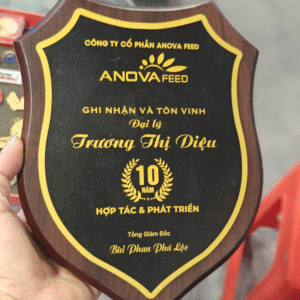 CÔNG TY CỔ PHẦN ANOVA FEED
ANOVA FEED
GHI NHẬN VÀ TÔN VINH
Đại lý
Trương Thị Diệu
10
NĂM
HỢP TÁC & PHÁT TRIỂN
Tổng Giám Đốc
Bùi Phan Phú Lộc